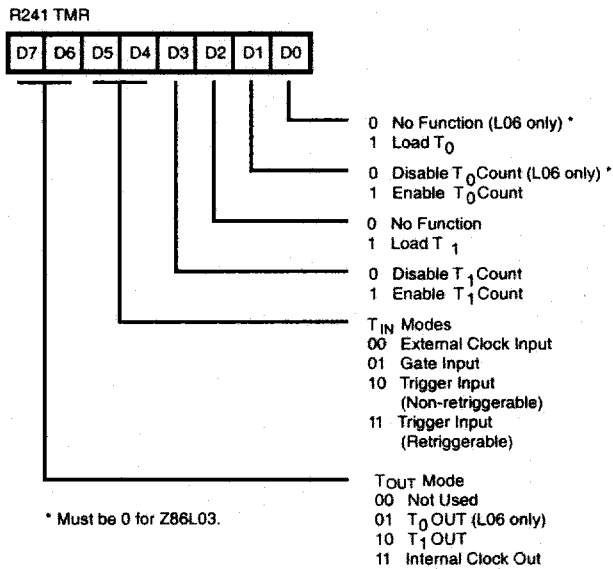 R241 TMR
D7 D6 D5 D4 D3 D2 D1 D0
0 No Function (L06 only) *
1 Load T0
0 Disable T0 Count (L06 only) *
1 Enable T0 Count
0 No Function
1 Load T1
0 Disable T1 Count
1 Enable T1 Count
TIN Modes
00 External Clock Input
01 Gate Input
10 Trigger Input
(Non-retriggerable)
11 Trigger Input
(Retriggerable)
TOUT Mode
00 Not Used
01 T0 OUT (L06 only)
10 T1 OUT
11 Internal Clock Out
* Must be 0 for Z86L03.